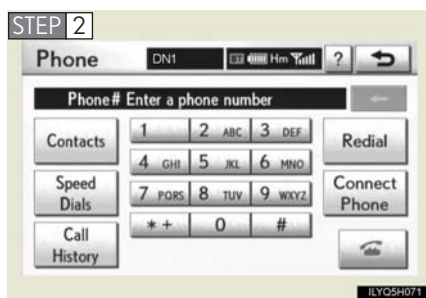 STEP 2
Phone DN1 Hm ?
Phone# Enter a phone number
Contacts 1 2 ABC 3 DEF Redial
4 GHI 5 JKL 6 MNO
Speed Dials 7 PQRS 8 TUV 9 WXYZ Connect Phone
Call History * + 0 #
ILYQ5H071